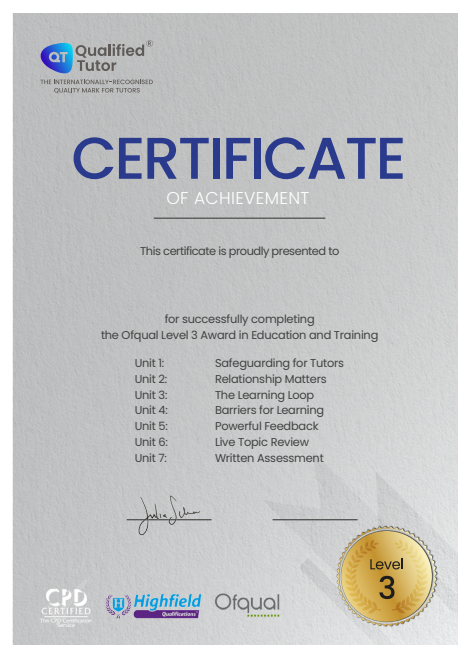 QT Qualified® Tutor
THE INTERNATIONALLY-RECOGNISED
QUALITY MARK FOR TUTORS
CERTIFICATE
OF ACHIEVEMENT
This certificate is proudly presented to
for successfully completing
the Ofqual Level 3 Award in Education and Training
Unit 1: Safeguarding for Tutors
Unit 2: Relationship Matters
Unit 3: The Learning Loop
Unit 4: Barriers for Learning
Unit 5: Powerful Feedback
Unit 6: Live Topic Review
Unit 7: Written Assessment
Level
3
CPD
CERTIFIED
The CPD Certification
Service
H Highfield
Qualifications
Ofqual